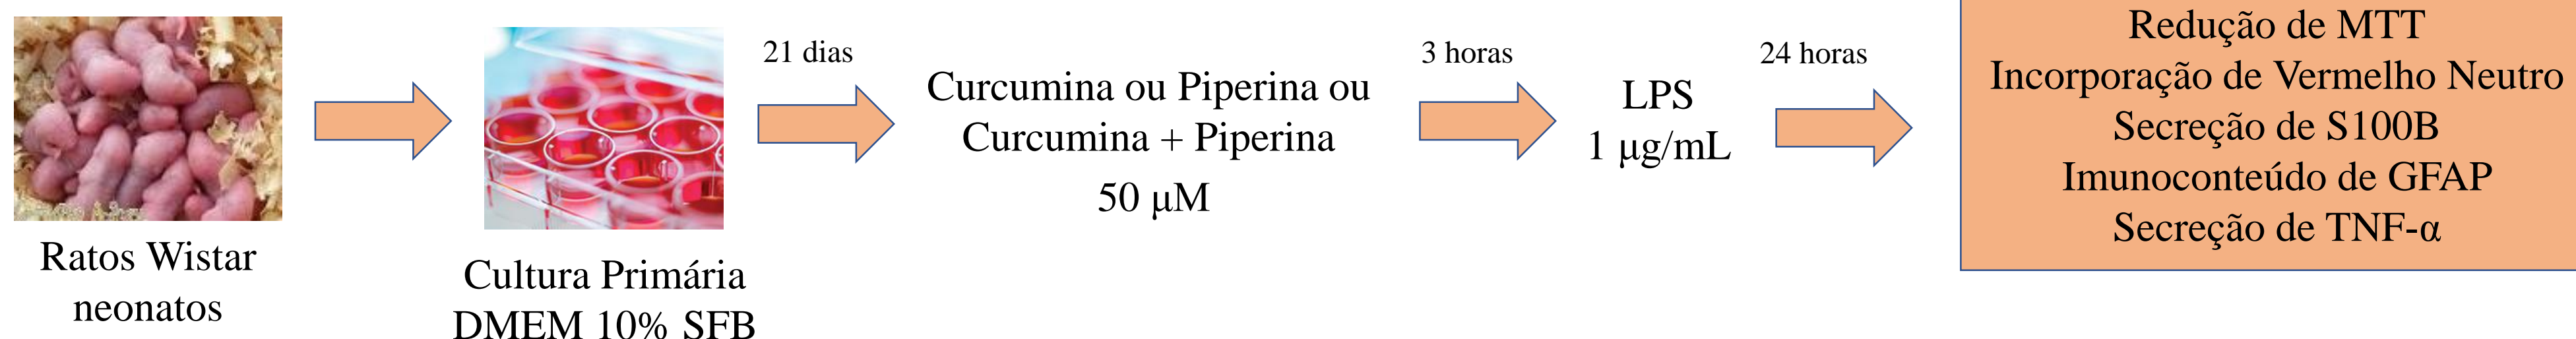 Ratos Wistar
neonatos
Cultura Primária
DMEM 10% SFB
21 dias
Curcumina ou Piperina ou
Curcumina + Piperina
50 μM
3 horas
LPS
1 μg/mL
24 horas
Redução de MTT
Incorporação de Vermelho Neutro
Secreção de S100B
Imunoconteúdo de GFAP
Secreção de TNF-α